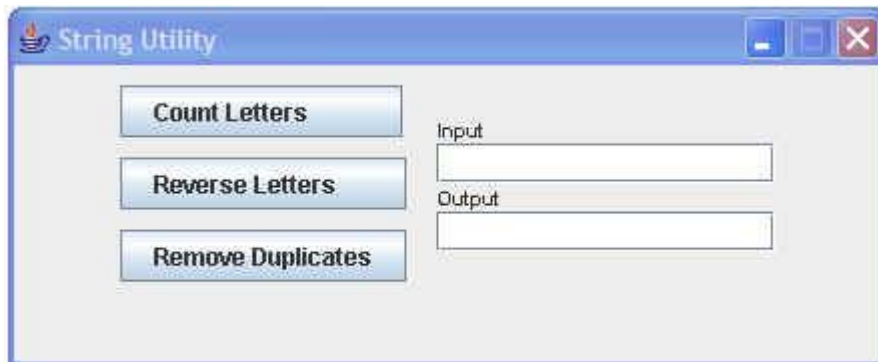 String Utility
Count Letters
Reverse Letters
Remove Duplicates
Input
Output